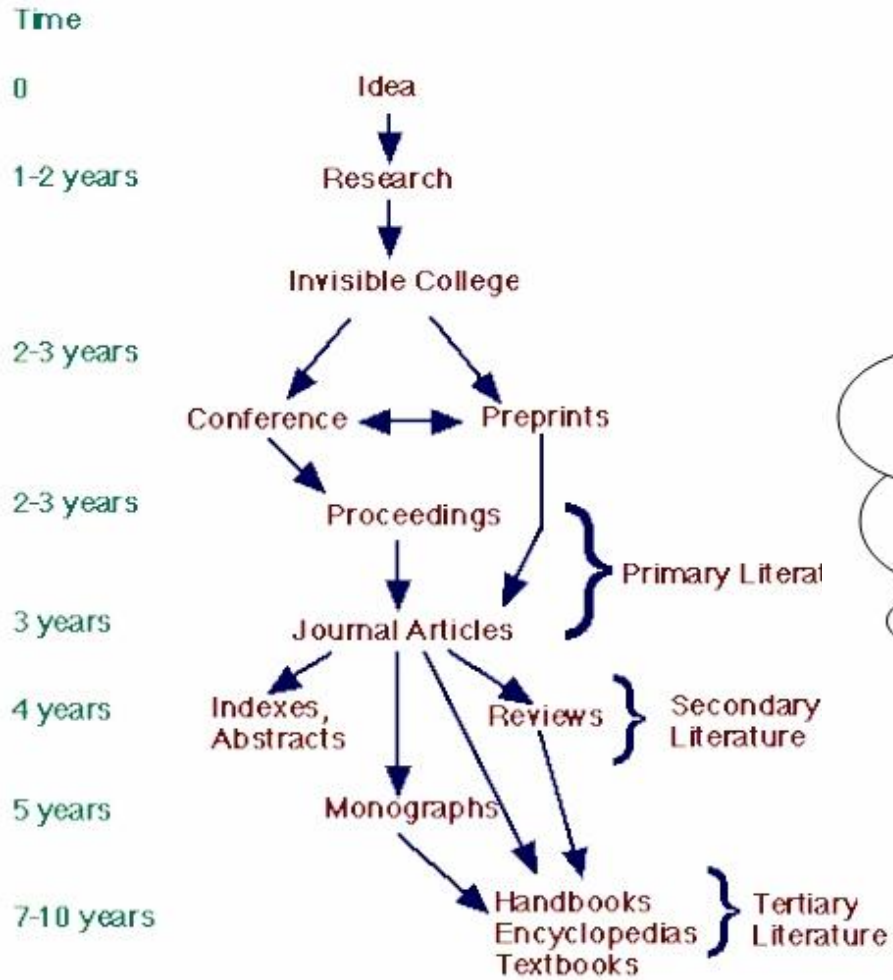 Time
0
Idea
1-2 years
Research
Invisible College
2-3 years
Conference
Preprints
2-3 years
Proceedings
Primary Literat
3 years
Journal Articles
4 years
Indexes,
Abstracts
Reviews
Secondary
Literature
5 years
Monographs
7-10 years
Handbooks
Encyclopedias
Textbooks
Tertiary
Literature